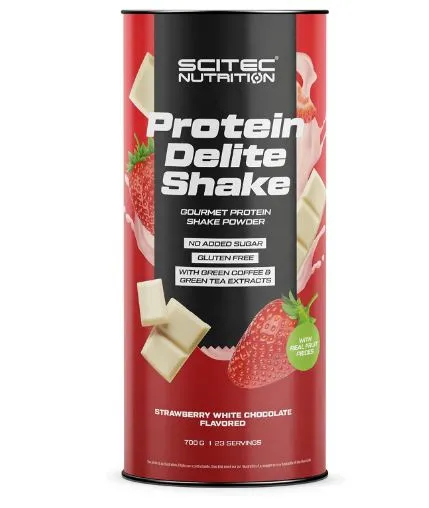 SCITEC
NUTRITION
Protein
Delite
Shake
GOURMET PROTEIN
SHAKE POWDER
NO ADDED SUGAR
GLUTEN FREE
WITH GREEN COFFEE &
GREEN TEA EXTRACTS
WITH
REAL FRUIT
PIECES
STRAWBERRY WHITE CHOCOLATE
FLAVORED
700 G I 23 SERVINGS